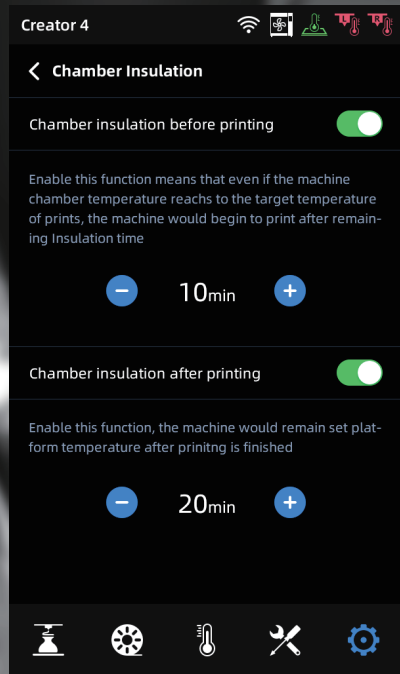 Creator 4
L R
Chamber Insulation
Chamber insulation before printing
Enable this function means that even if the machine
chamber temperature reachs to the target temperature
of prints, the machine would begin to print after remain-
ing Insulation time
10min
Chamber insulation after printing
Enable this function, the machine would remain set plat-
form temperature after prinitng is finished
20min